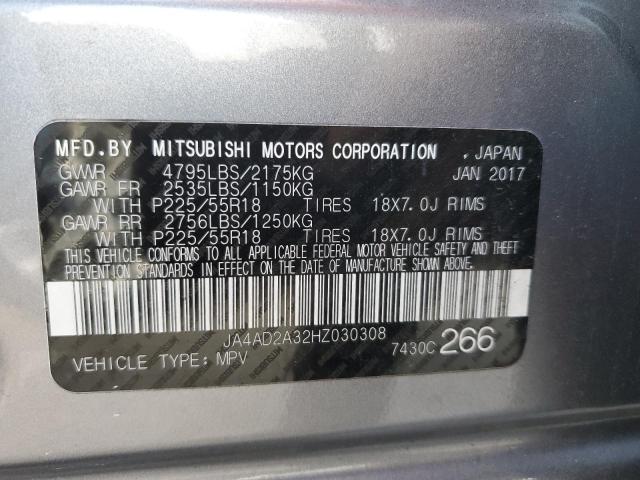 MFD.BY MITSUBISHI MOTORS CORPORATION . JAPAN
GVWR 4795LBS/2175KG JAN 2017
GAWR FR 2535LBS/1150KG
WITH P225/55R18 TIRES 18X7.0J RIMS
GAWR RR 2756LBS/1250KG
WITH P225/55R18 TIRES 18X7.0J RIMS
THIS VEHICLE CONFORMS TO ALL APPLICABLE FEDERAL MOTOR VEHICLE SAFETY AND THEFT
PREVENTION STANDARDS IN EFFECT ON THE DATE OF MANUFACTURE SHOWN ABOVE.
JA4AD2A32HZ030308 7430C 266
VEHICLE TYPE: MPV